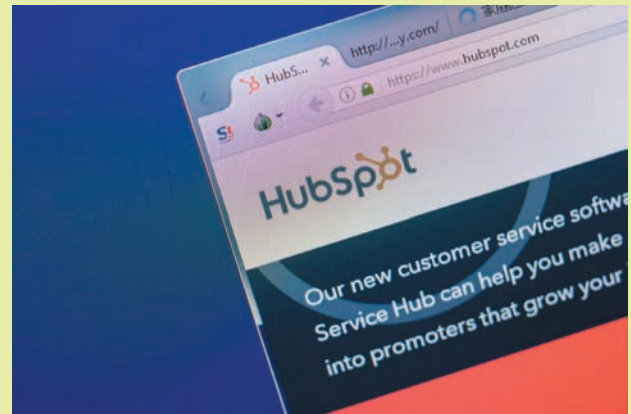 HubS... ×
http://...y.com/
https://www.hubspot.com
S!
HubSpot
Our new customer service
Service Hub can help you make
into promoters that grow your